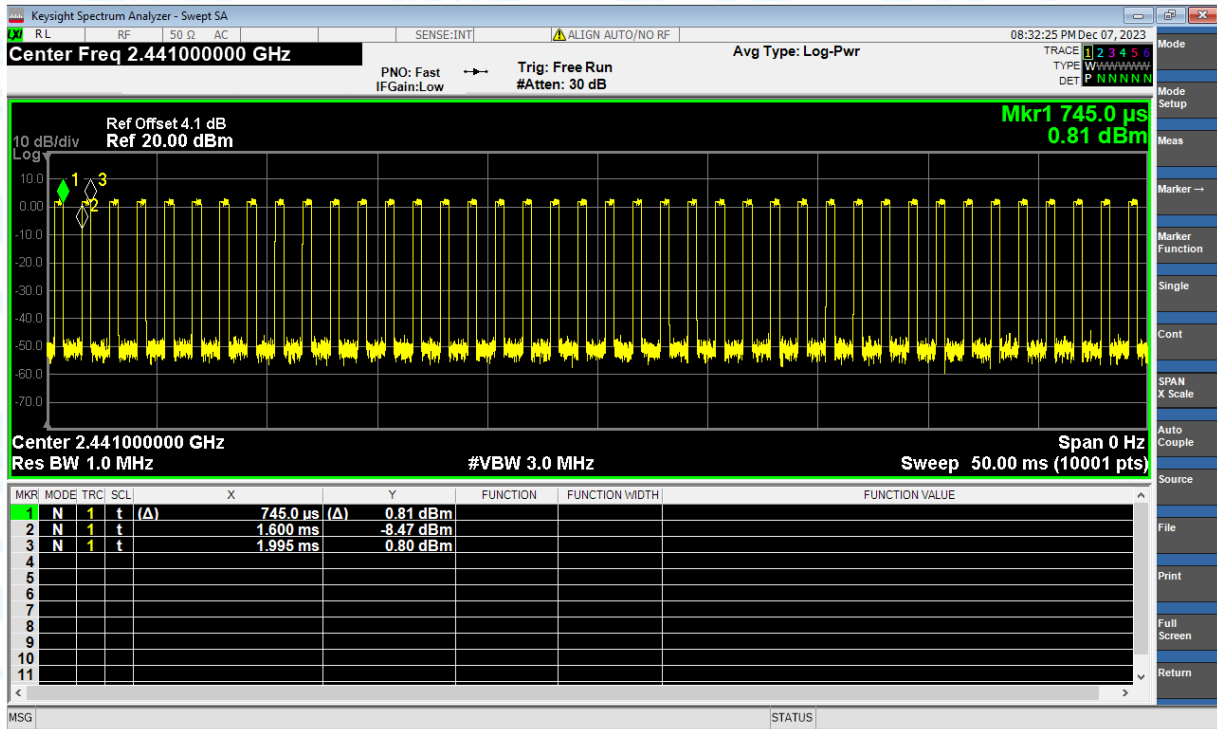 Keysight Spectrum Analyzer - Swept SA
LXI RL RF 50 Ω AC SENSE:INT ALIGN AUTO/NO RF 08:32:25 PM Dec 07, 2023
Center Freq 2.441000000 GHz
Avg Type: Log-Pwr
TRACE 1 2 3 4 5 6
TYPE WWWWWW
DET P N N N N N
PNO: Fast
IFGain:Low
Trig: Free Run
#Atten: 30 dB
Mkr1 745.0 µs
0.81 dBm
Ref Offset 4.1 dB
10 dB/div Ref 20.00 dBm
Log
10.0
0.00
-10.0
-20.0
-30.0
-40.0
-50.0
-60.0
-70.0
1
2
3
Center 2.441000000 GHz Span 0 Hz
Res BW 1.0 MHz #VBW 3.0 MHz Sweep 50.00 ms (10001 pts)
MKR MODE TRC SCL X Y FUNCTION FUNCTION WIDTH FUNCTION VALUE
1 N 1 t (Δ) 745.0 µs (Δ) 0.81 dBm
2 N 1 t 1.600 ms -8.47 dBm
3 N 1 t 1.995 ms 0.80 dBm
4
5
6
7
8
9
10
11
MSG STATUS
Mode
Mode
Setup
Meas
Marker→
Marker
Function
Single
Cont
SPAN
X Scale
Auto
Couple
Source
File
Print
Full
Screen
Return